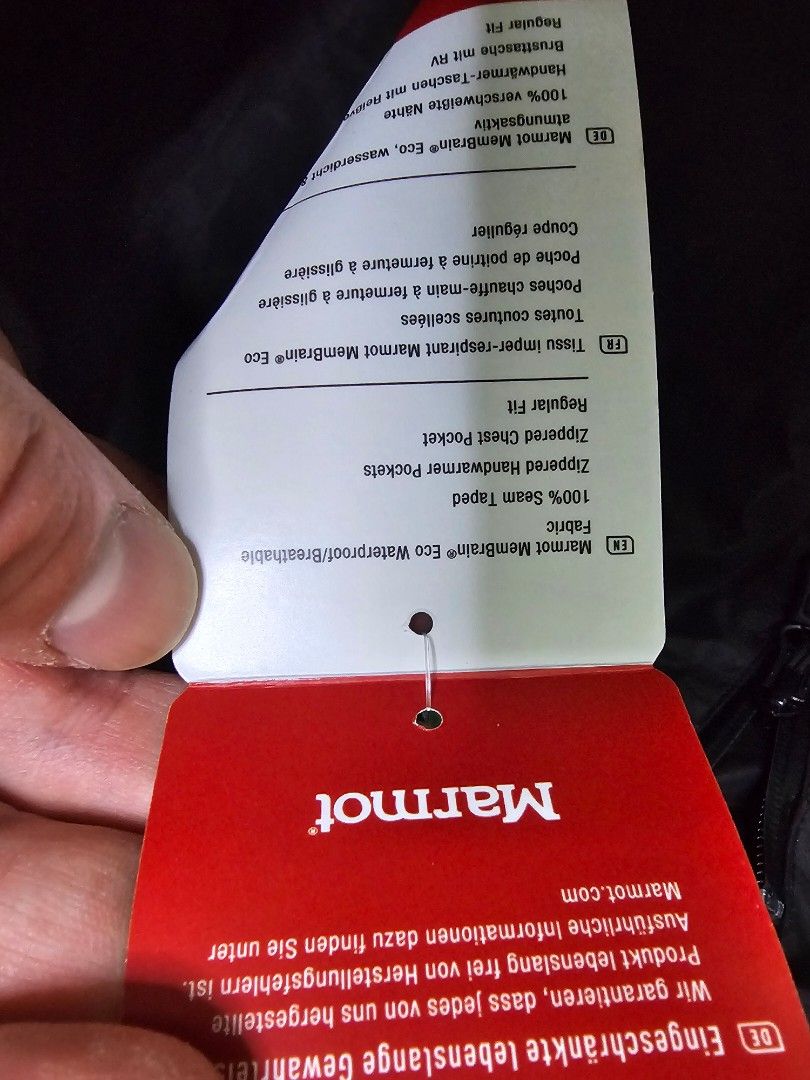 DE Eingeschränkte lebenslange
Wir garantieren, dass jedes von uns hergestellte
Produkt lebenslang frei von Herstellungsfehlern ist.
Ausführliche Informationen dazu finden Sie unter
Marmot.com
Marmot®
EN Marmot MemBrain® Eco Waterproof/Breathable
Fabric
100% Seam Taped
Zippered Handwarmer Pockets
Zippered Chest Pocket
Regular Fit
FR Tissu imper-respirant Marmot MemBrain® Eco
Toutes coutures scellées
Poches chauffe-main à fermeture à glissière
Poche de poitrine à fermeture à glissière
Coupe régulier
DE Marmot MemBrain® Eco, wasserdicht &
atmungsaktiv
100% verschweißte Nähte
Handwärmer-Taschen mit
Brusttasche mit RV
Regular Fit